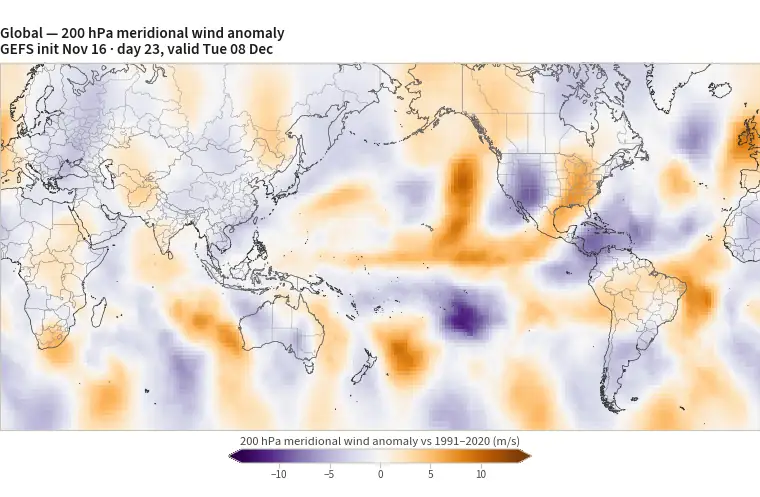 Global — 200 hPa meridional wind anomaly
GEFS init Nov 16 · day 23, valid Tue 08 Dec
200 hPa meridional wind anomaly vs 1991–2020 (m/s)
−10 −5 0 5 10